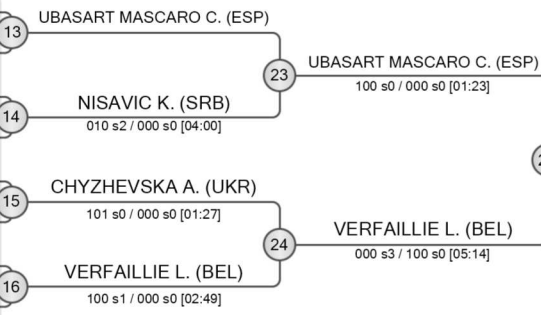 UBASART MASCARO C. (ESP)
13
23
UBASART MASCARO C. (ESP)
100 s0 / 000 s0 [01:23]
NISAVIC K. (SRB)
14
010 s2 / 000 s0 [04:00]
CHYZHEVSKA A. (UKR)
15
101 s0 / 000 s0 [01:27]
24
VERFAILLIE L. (BEL)
000 s3 / 100 s0 [05:14]
VERFAILLIE L. (BEL)
16
100 s1 / 000 s0 [02:49]